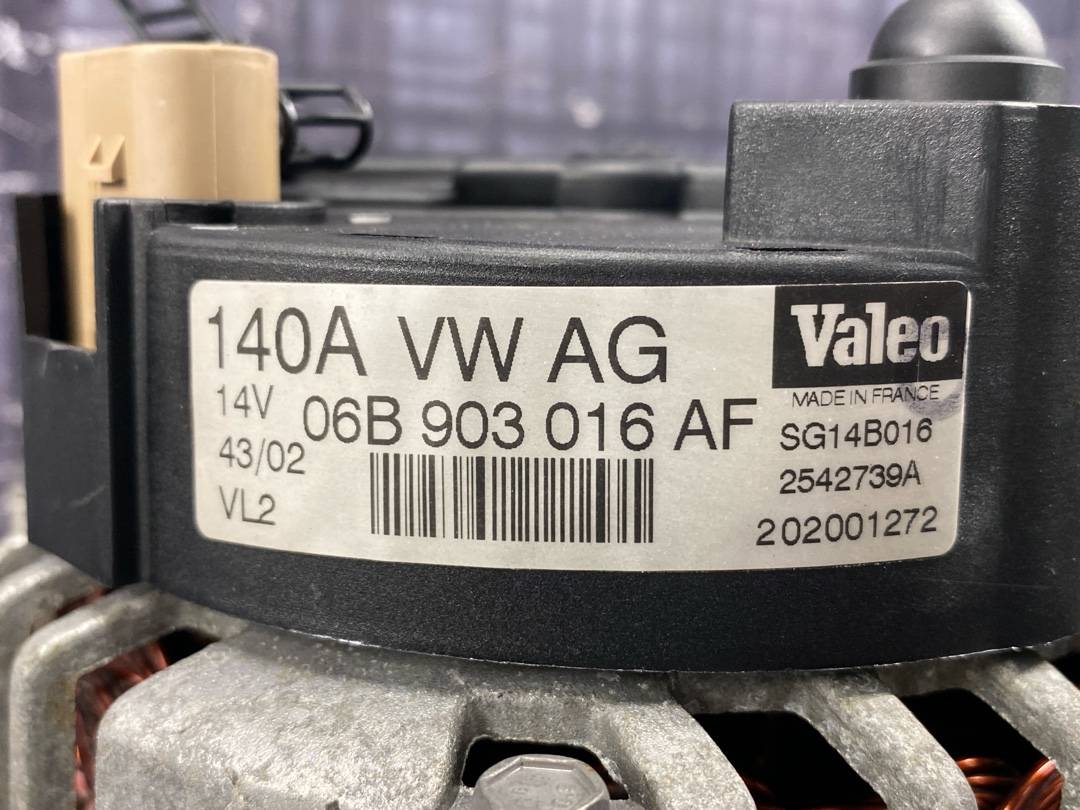 140A VW AG
14V
06B 903 016 AF
43/02
VL2
Valeo
MADE IN FRANCE
SG14B016
2542739A
202001272